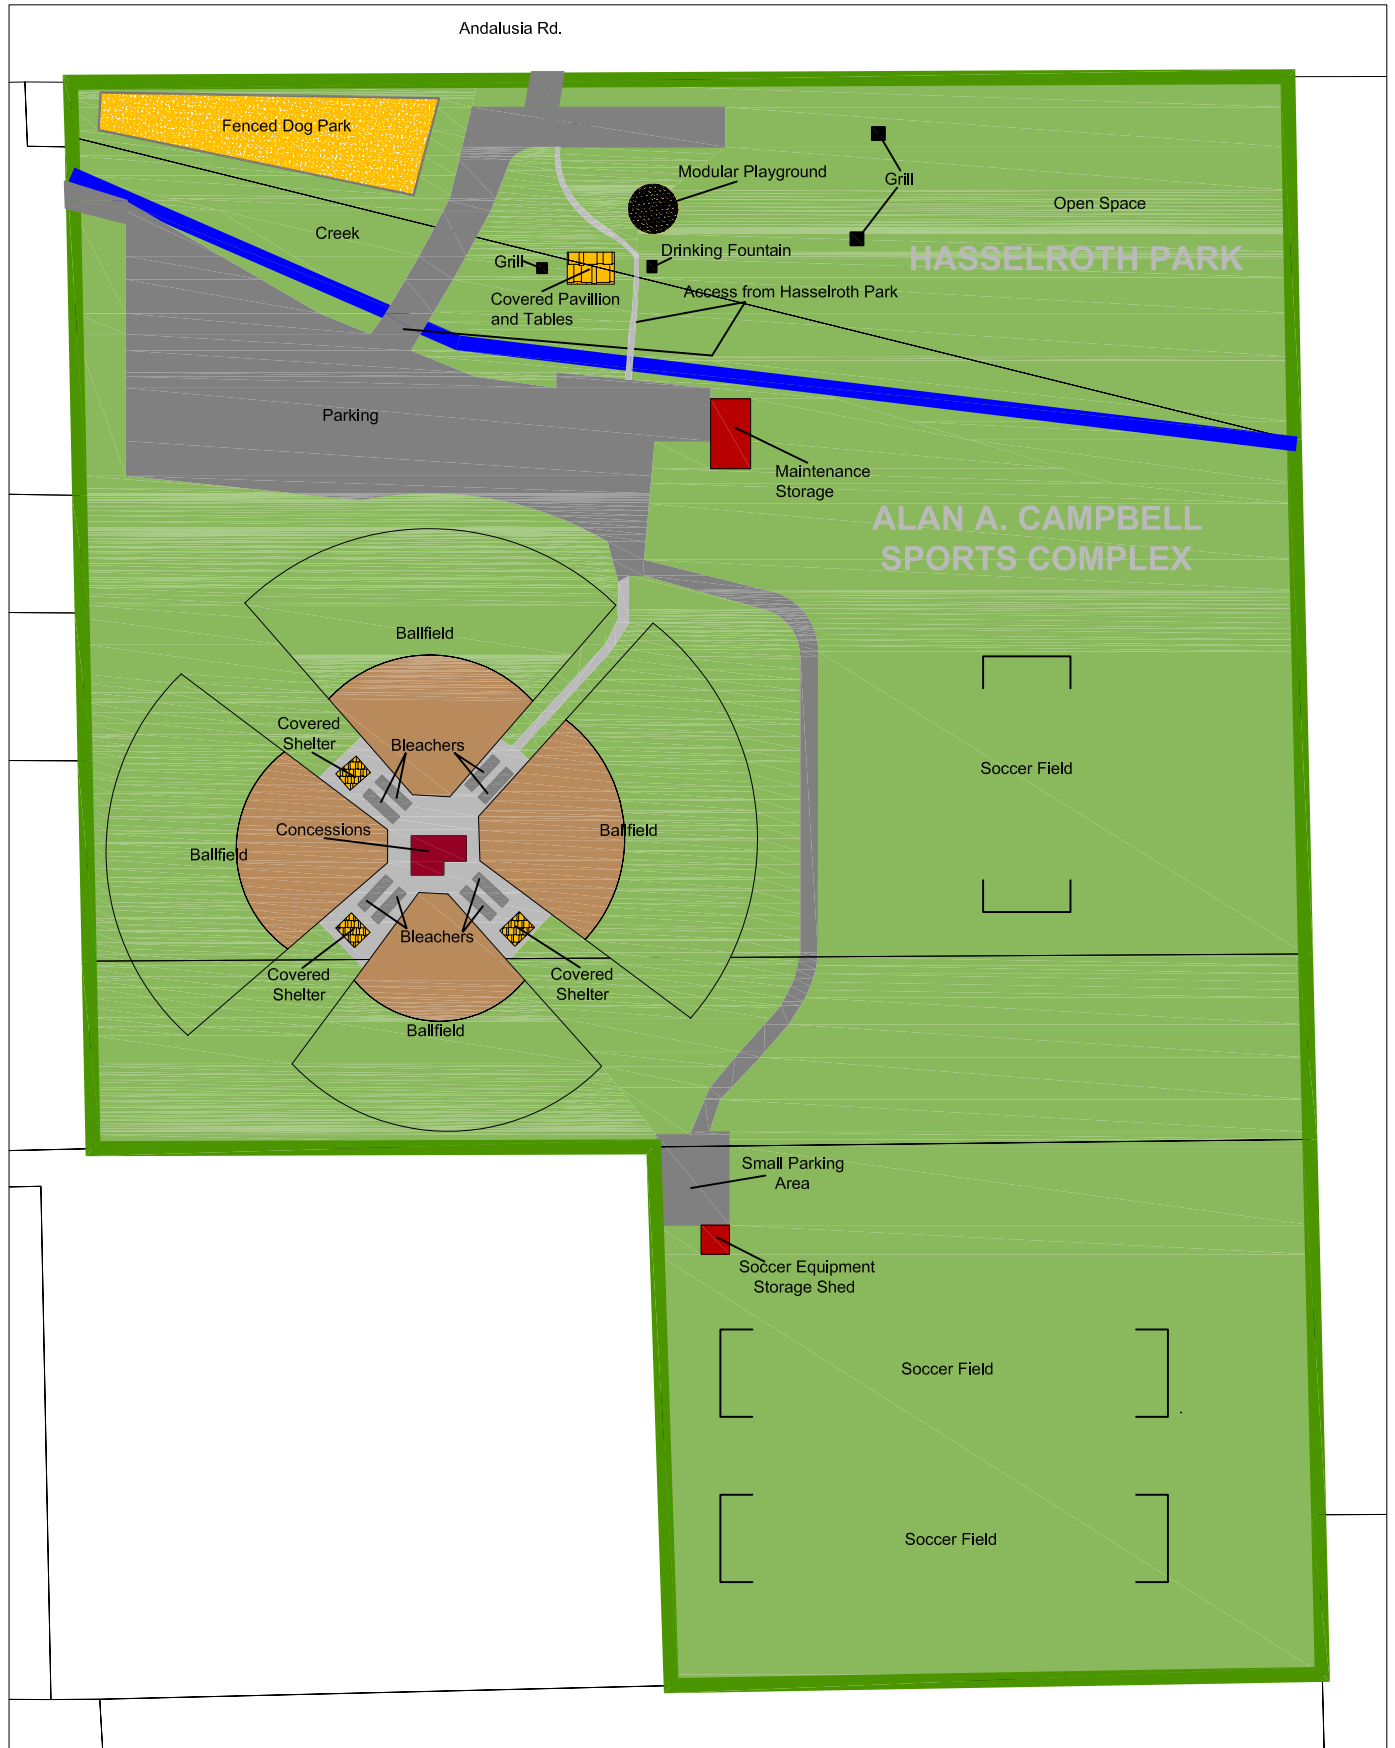 Andalusia Rd.
Fenced Dog Park
Modular Playground
Grill
Open Space
Creek
HASSELROTH PARK
Drinking Fountain
Grill
Access from Hasselroth Park
Covered Pavillion
and Tables
Parking
Maintenance
Storage
ALAN A. CAMPBELL
SPORTS COMPLEX
Ballfield
Covered
Shelter
Bleachers
Soccer Field
Concessions
Ballfield
Ballfield
Bleachers
Covered
Shelter
Covered
Shelter
Ballfield
Small Parking
Area
Soccer Equipment
Storage Shed
Soccer Field
Soccer Field